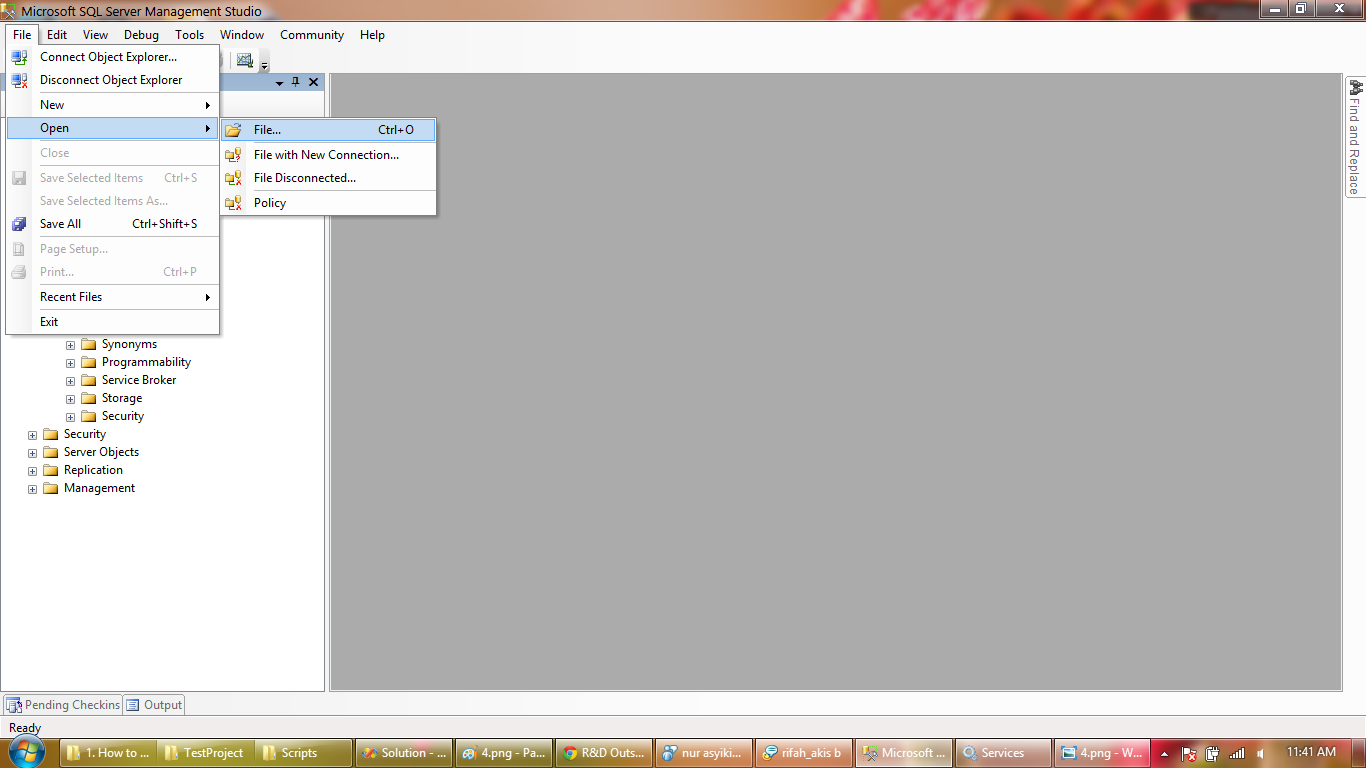 Microsoft SQL Server Management Studio
File Edit View Debug Tools Window Community Help
Connect Object Explorer...
Disconnect Object Explorer
New
Open
Close
Save Selected Items Ctrl+S
Save Selected Items As...
Save All Ctrl+Shift+S
Page Setup...
Print... Ctrl+P
Recent Files
Exit
File... Ctrl+O
File with New Connection...
File Disconnected...
Policy
Synonyms
Programmability
Service Broker
Storage
Security
Security
Server Objects
Replication
Management
Find and Replace
Pending Checkins Output
Ready
1. How to ... TestProject Scripts Solution - ... 4.png - Pa... R&D Outs... nur asyiki... rifah_akis b Microsoft ... Services 4.png - W... 11:41 AM